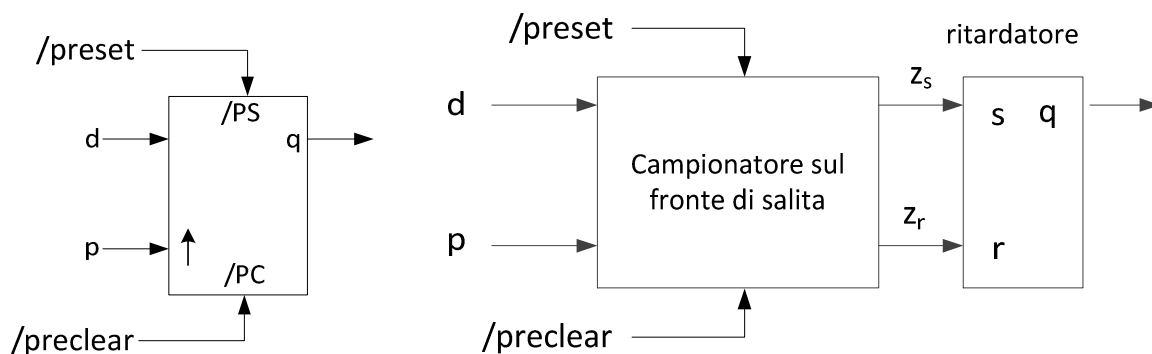 /preset
/PS
d
q
p
/PC
/preclear
/preset
ritardatore
d
z_s
s q
Campionatore sul
fronte di salita
p
z_r
r
/preclear